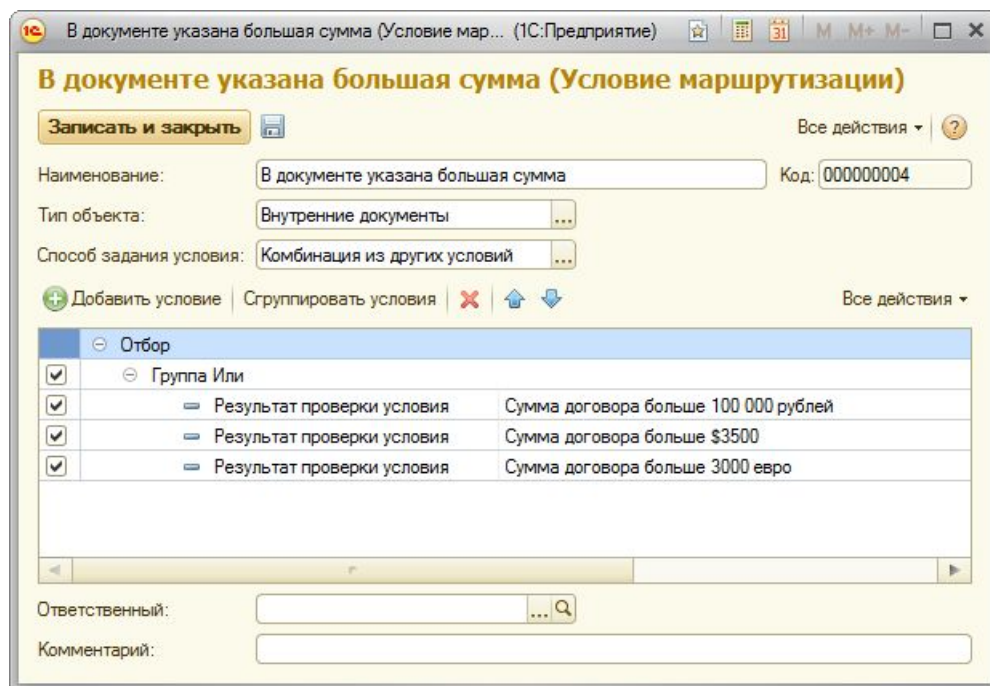 В документе указана большая сумма (Условие мар... (1С:Предприятие) 31 M M+ M-
В документе указана большая сумма (Условие маршрутизации)
Записать и закрыть Все действия ?
Наименование: В документе указана большая сумма Код: 000000004
Тип объекта: Внутренние документы ...
Способ задания условия: Комбинация из других условий ...
Добавить условие Сгруппировать условия Все действия
Отбор
Группа Или
Результат проверки условия Сумма договора больше 100 000 рублей
Результат проверки условия Сумма договора больше $3500
Результат проверки условия Сумма договора больше 3000 евро
Ответственный: ...
Комментарий: